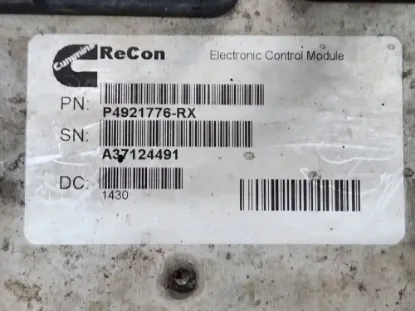 Cummins ReCon Electronic Control Module
PN:
P4921776-RX
SN:
A37124491
DC:
1430